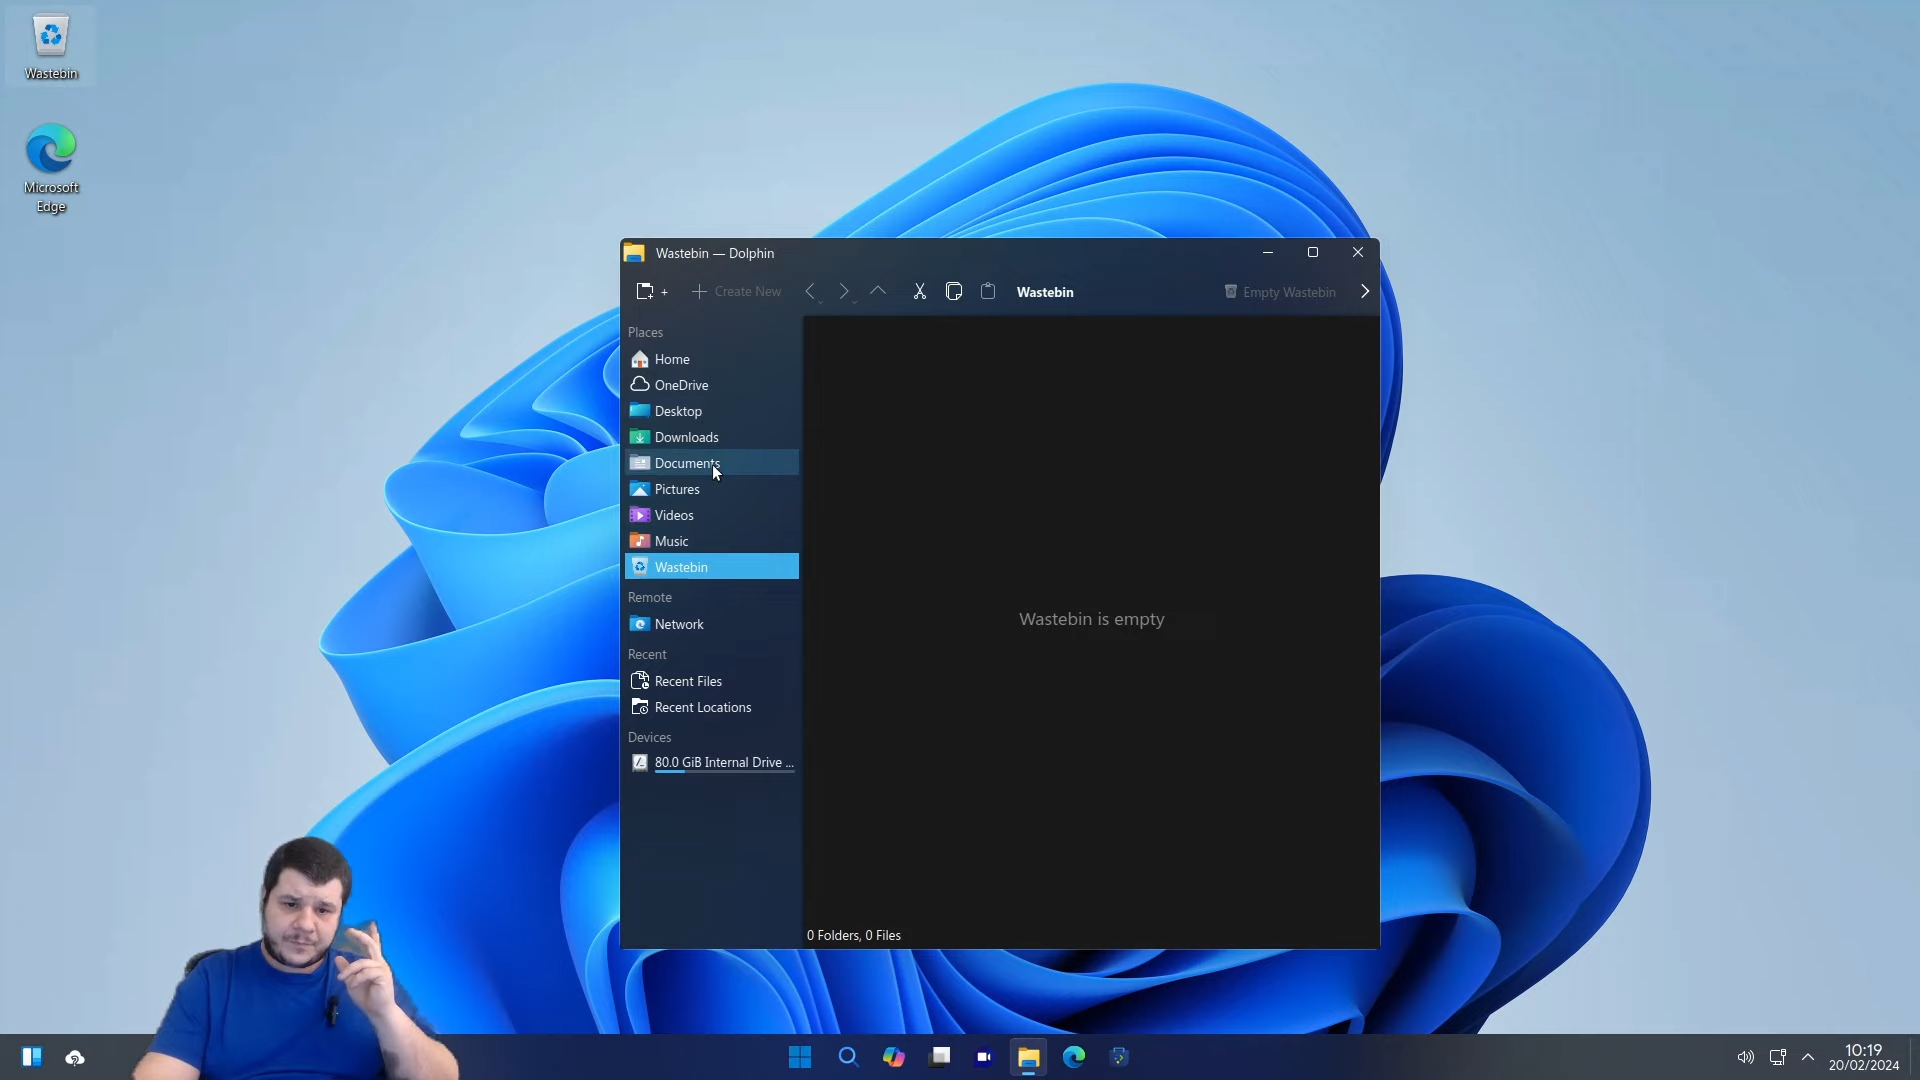 Wastebin
Microsoft
Edge
Wastebin — Dolphin
Create New
Wastebin
Empty Wastebin
Places
Home
OneDrive
Desktop
Downloads
Documents
Pictures
Videos
Music
Wastebin
Remote
Network
Recent
Recent Files
Recent Locations
Devices
80.0 GiB Internal Drive ...
Wastebin is empty
0 Folders, 0 Files
10:19
20/02/2024